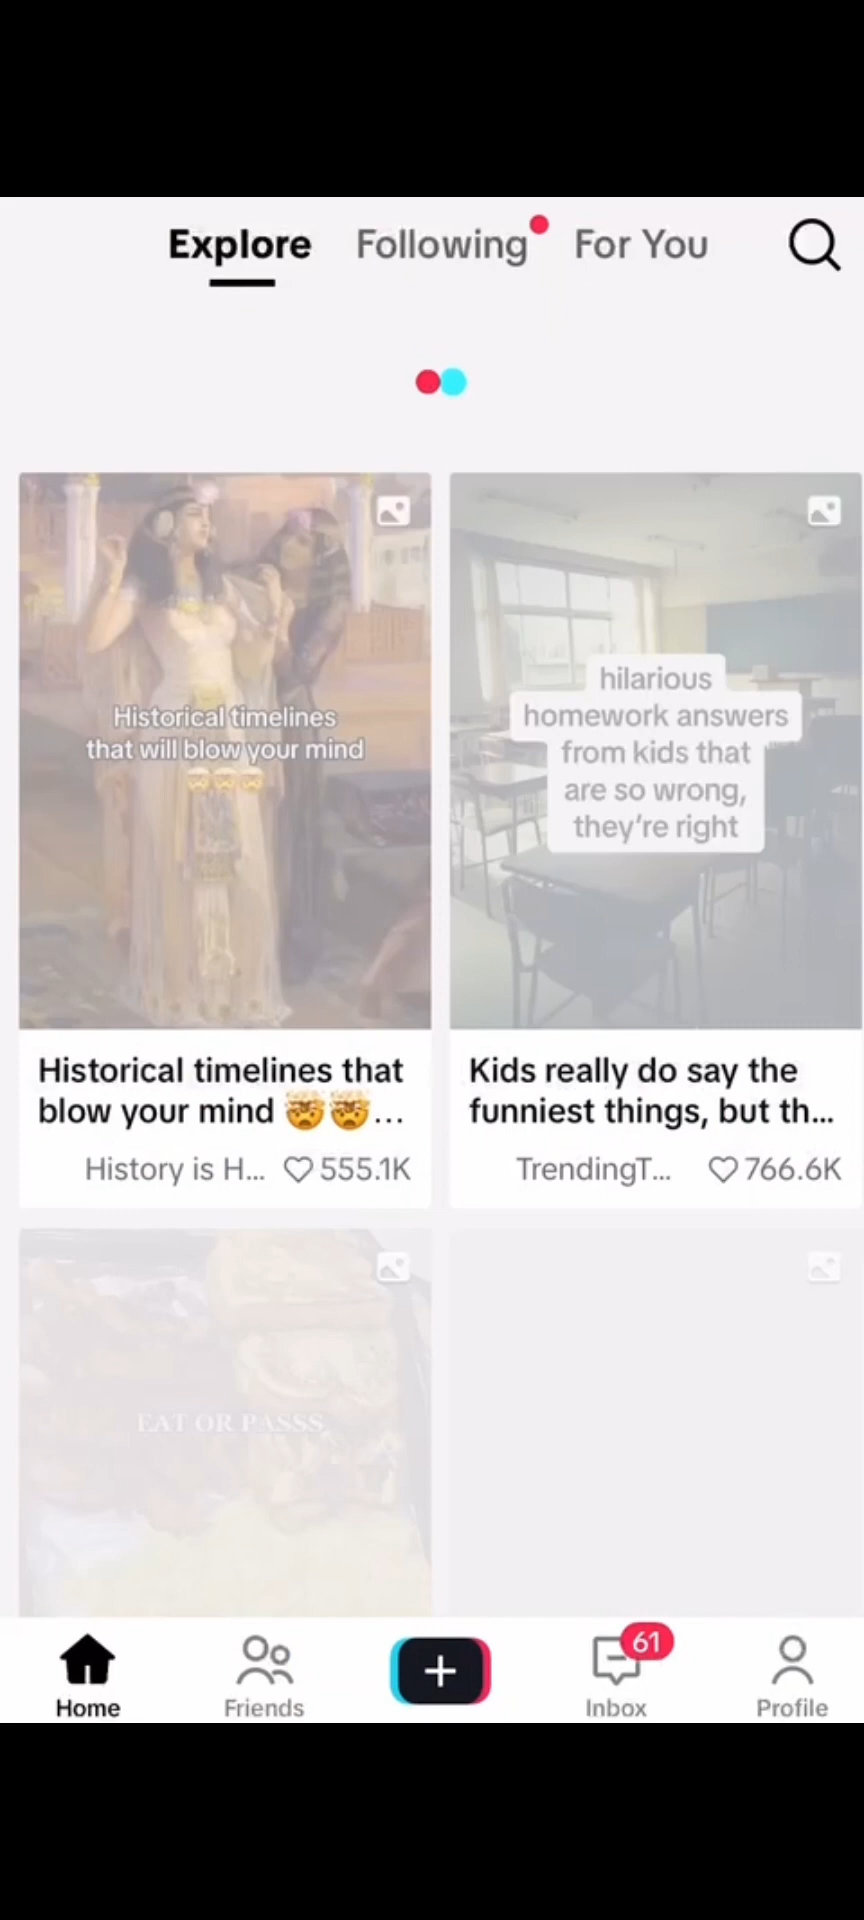 Explore Following For You
Historical timelines
that will blow your mind
🤯🤯🤯
hilarious
homework answers
from kids that
are so wrong,
they're right
Historical timelines that
blow your mind 🤯🤯...
History is H... 555.1K
Kids really do say the
funniest things, but th...
TrendingT... 766.6K
EAT OR PASSS
61
Home Friends Inbox Profile